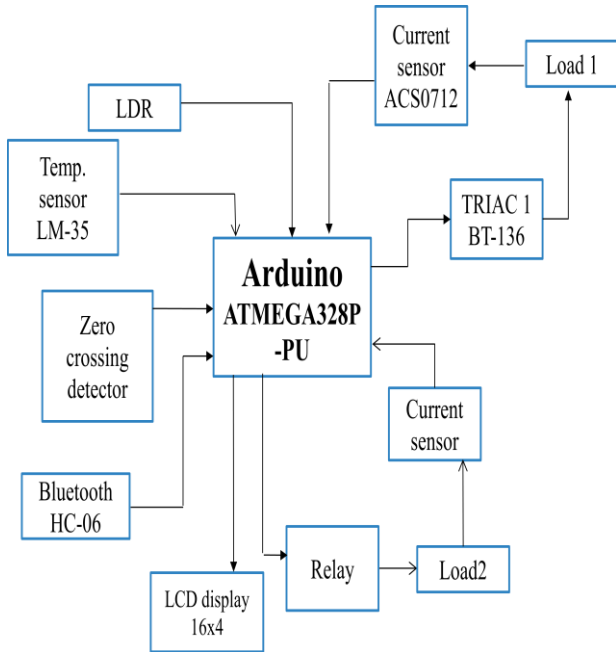 Current
sensor
ACS0712
Load 1
LDR
Temp.
sensor
LM-35
TRIAC 1
BT-136
Arduino
ATMEGA328P
-PU
Zero
crossing
detector
Current
sensor
Bluetooth
HC-06
Relay
Load2
LCD display
16x4